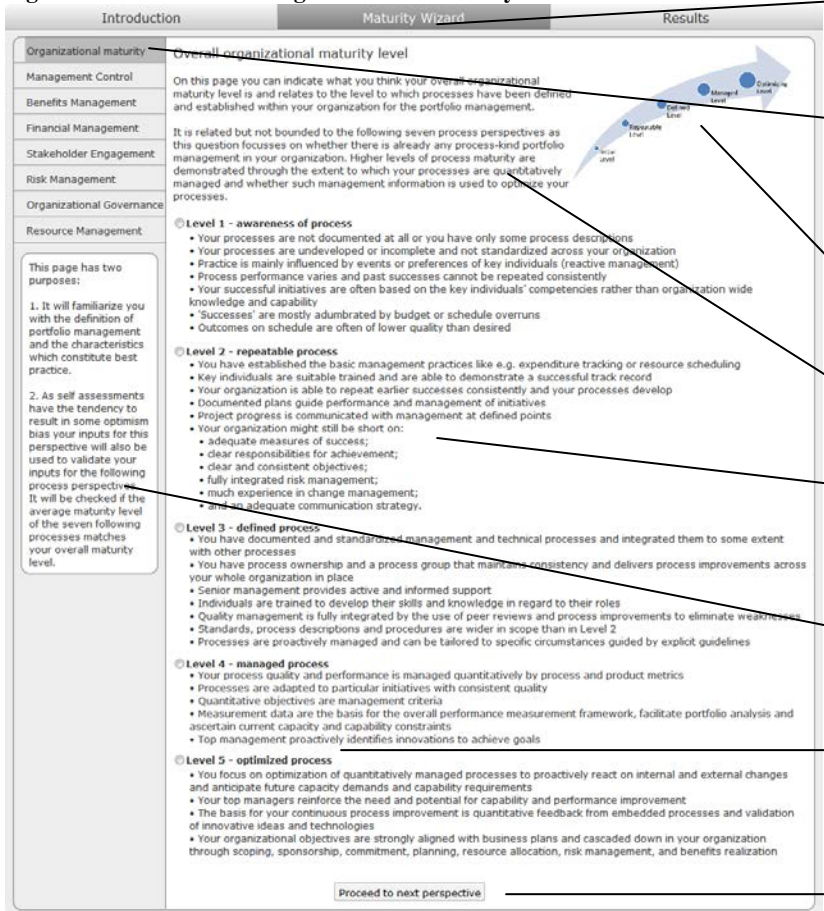 Introduction
Maturity Wizard
Results
Organizational maturity
Management Control
Benefits Management
Financial Management
Stakeholder Engagement
Risk Management
Organizational Governance
Resource Management
This page has two
purposes:
1. It will familiarize you
with the definition of
portfolio management
and the characteristics
which constitute best
practice.
2. As self assessments
have the tendency to
result in some optimism
bias your inputs for this
perspective will also be
used to validate your
inputs for the following
process perspectives.
It will be checked if the
average maturity level
of the seven following
processes matches
your overall maturity
level.
Overall organizational maturity level
On this page you can indicate what you think your overall organizational
maturity level is and relates to the level to which processes have been defined
and established within your organization for the portfolio management.
It is related but not bounded to the following seven process perspectives as
this question focusses on whether there is already any process-kind portfolio
management in your organization. Higher levels of process maturity are
demonstrated through the extent to which your processes are quantitatively
managed and whether such management information is used to optimize your
processes.
Initial
Level
Repeatable
Level
Defined
Level
Managed
Level
Optimizing
Level
Level 1 - awareness of process
• Your processes are not documented at all or you have only some process descriptions
• Your processes are undeveloped or incomplete and not standardized across your organization
• Practice is mainly influenced by events or preferences of key individuals (reactive management)
• Process performance varies and past successes cannot be repeated consistently
• Your successful initiatives are often based on the key individuals' competencies rather than organization wide
knowledge and capability
• 'Successes' are mostly adumbrated by budget or schedule overruns
• Outcomes on schedule are often of lower quality than desired
Level 2 - repeatable process
• You have established the basic management practices like e.g. expenditure tracking or resource scheduling
• Key individuals are suitable trained and are able to demonstrate a successful track record
• Your organization is able to repeat earlier successes consistently and your processes develop
• Documented plans guide performance and management of initiatives
• Project progress is communicated with management at defined points
• Your organization might still be short on:
• adequate measures of success;
• clear responsibilities for achievement;
• clear and consistent objectives;
• fully integrated risk management;
• much experience in change management;
• and an adequate communication strategy.
Level 3 - defined process
• You have documented and standardized management and technical processes and integrated them to some extent
with other processes
• You have process ownership and a process group that maintains consistency and delivers process improvements across
your whole organization in place
• Senior management provides active and informed support
• Individuals are trained to develop their skills and knowledge in regard to their roles
• Quality management is fully integrated by the use of peer reviews and process improvements to eliminate weaknesses
• Standards, process descriptions and procedures are wider in scope than in Level 2
• Processes are proactively managed and can be tailored to specific circumstances guided by explicit guidelines
Level 4 - managed process
• Your process quality and performance is managed quantitatively by process and product metrics
• Processes are adapted to particular initiatives with consistent quality
• Quantitative objectives are management criteria
• Measurement data are the basis for the overall performance measurement framework, facilitate portfolio analysis and
ascertain current capacity and capability constraints
• Top management proactively identifies innovations to achieve goals
Level 5 - optimized process
• You focus on optimization of quantitatively managed processes to proactively react on internal and external changes
and anticipate future capacity demands and capability requirements
• Your top managers reinforce the need and potential for capability and performance improvement
• The basis for your continuous process improvement is quantitative feedback from embedded processes and validation
of innovative ideas and technologies
• Your organizational objectives are strongly aligned with business plans and cascaded down in your organization
through scoping, sponsorship, commitment, planning, resource allocation, risk management, and benefits realization
Proceed to next perspective